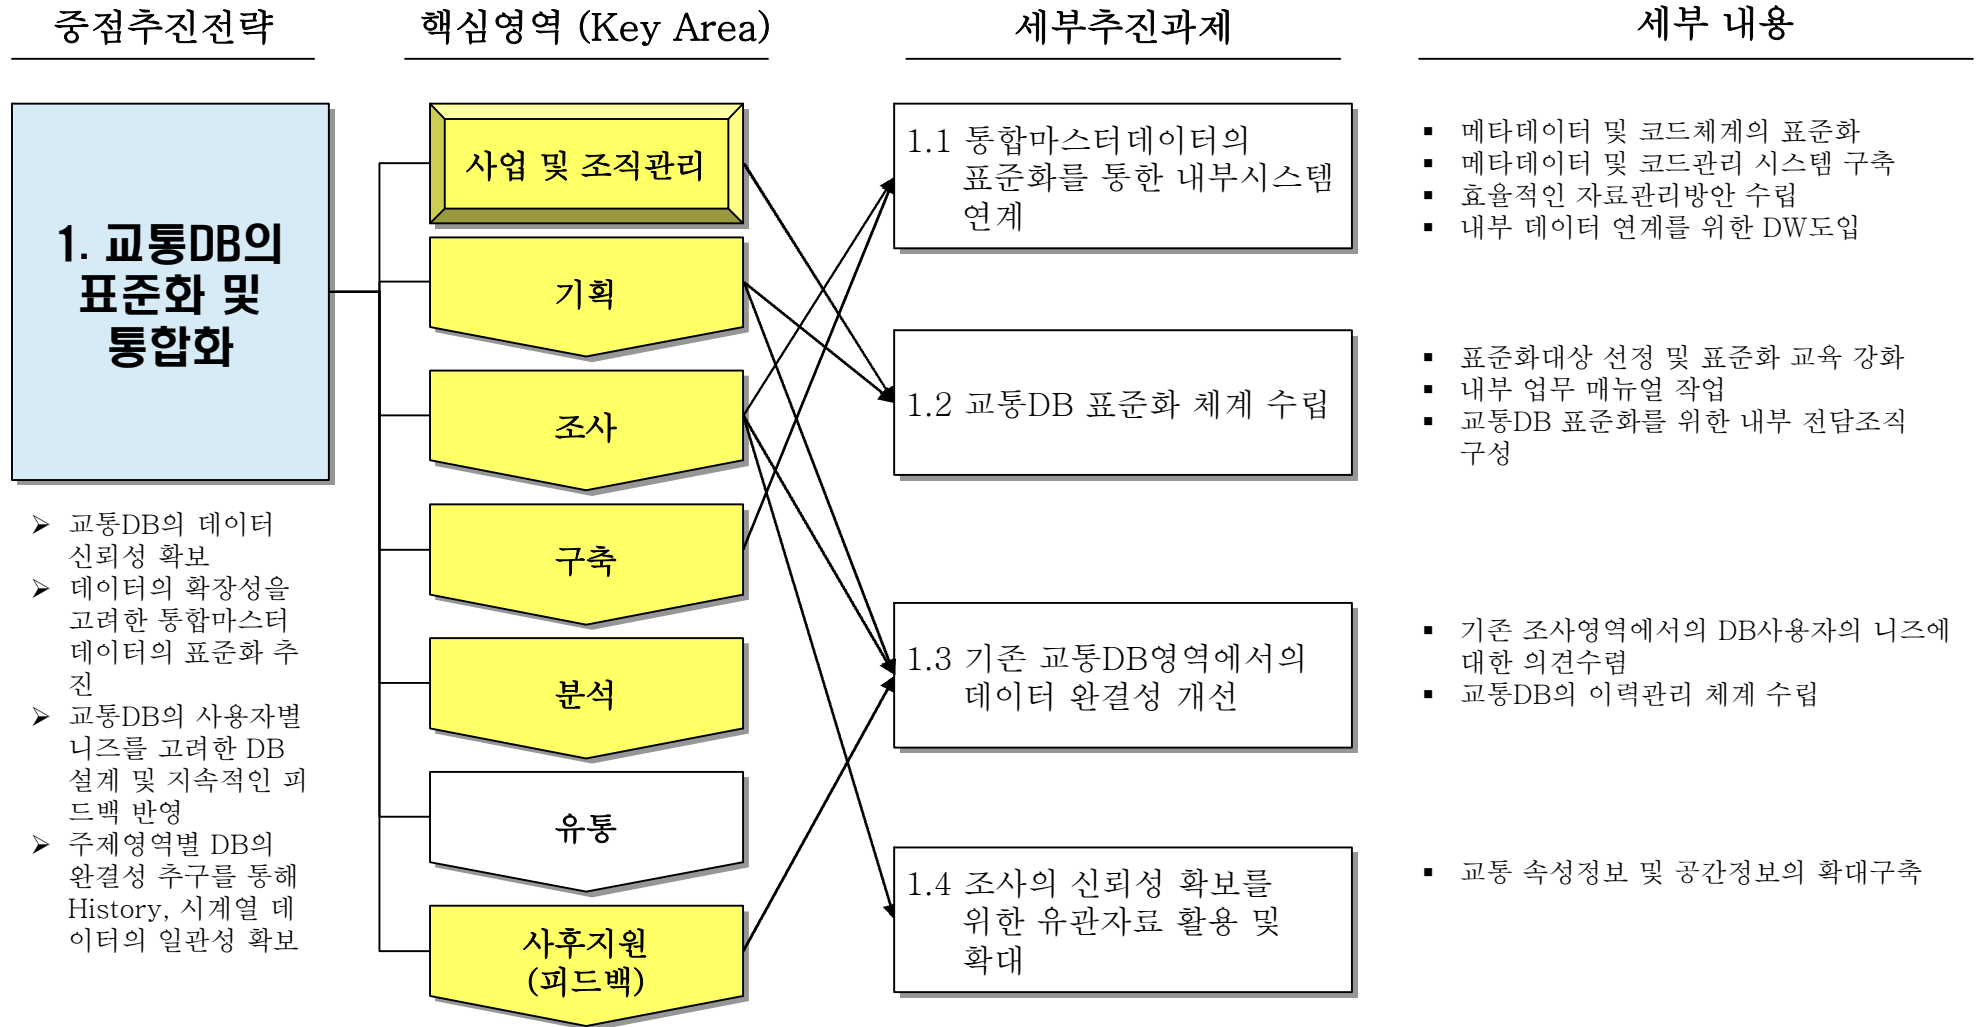 중점추진전략
핵심영역 (Key Area)
세부추진과제
세부 내용
1. 교통DB의
표준화 및
통합화
➢ 교통DB의 데이터
신뢰성 확보
➢ 데이터의 확장성을
고려한 통합마스터
데이터의 표준화 추
진
➢ 교통DB의 사용자별
니즈를 고려한 DB
설계 및 지속적인 피
드백 반영
➢ 주제영역별 DB의
완결성 추구를 통해
History, 시계열 데
이터의 일관성 확보
사업 및 조직관리
기획
조사
구축
분석
유통
사후지원
(피드백)
1.1 통합마스터데이터의
표준화를 통한 내부시스템
연계
1.2 교통DB 표준화 체계 수립
1.3 기존 교통DB영역에서의
데이터 완결성 개선
1.4 조사의 신뢰성 확보를
위한 유관자료 활용 및
확대
▪ 메타데이터 및 코드체계의 표준화
▪ 메타데이터 및 코드관리 시스템 구축
▪ 효율적인 자료관리방안 수립
▪ 내부 데이터 연계를 위한 DW도입
▪ 표준화대상 선정 및 표준화 교육 강화
▪ 내부 업무 매뉴얼 작업
▪ 교통DB 표준화를 위한 내부 전담조직
구성
▪ 기존 조사영역에서의 DB사용자의 니즈에
대한 의견수렴
▪ 교통DB의 이력관리 체계 수립
▪ 교통 속성정보 및 공간정보의 확대구축